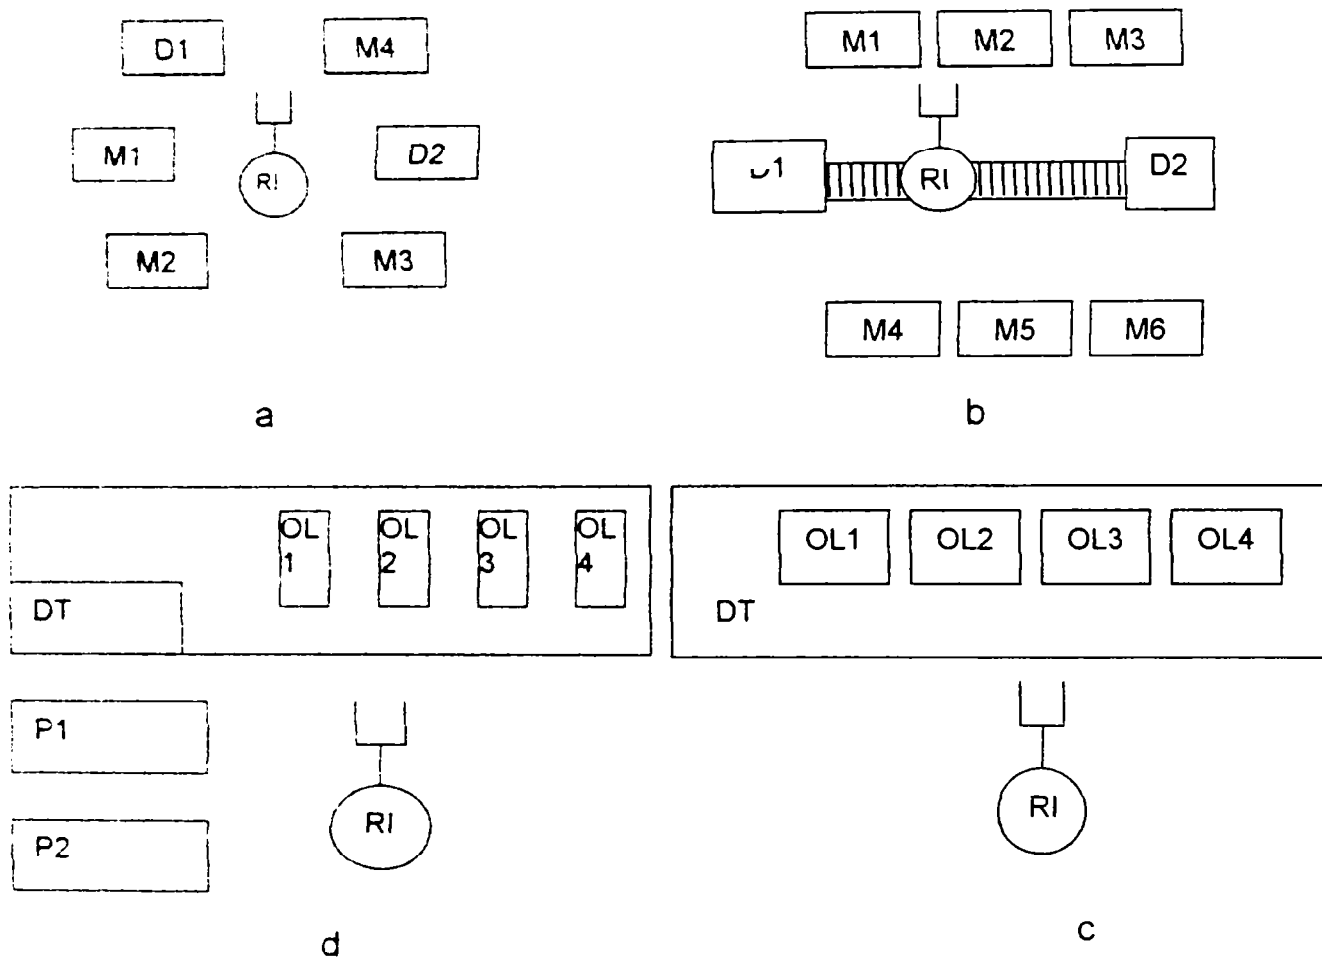 D1 M4
M1 RI D2
M2 M3
a
M1 M2 M3
D1 RI D2
M4 M5 M6
b
OL OL OL OL
1 2 3 4
DT
P1
P2
RI
d
OL1 OL2 OL3 OL4
DT
RI
c